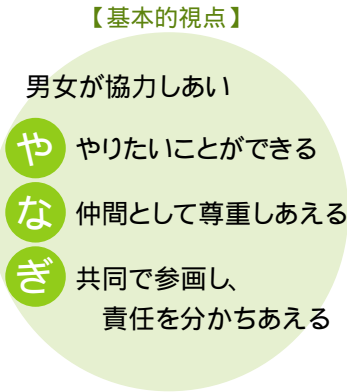 【基本的視点】
男女が協力しあい
や やりたいことができる
な 仲間として尊重しあえる
ぎ 共同で参画し、
責任を分かちあえる